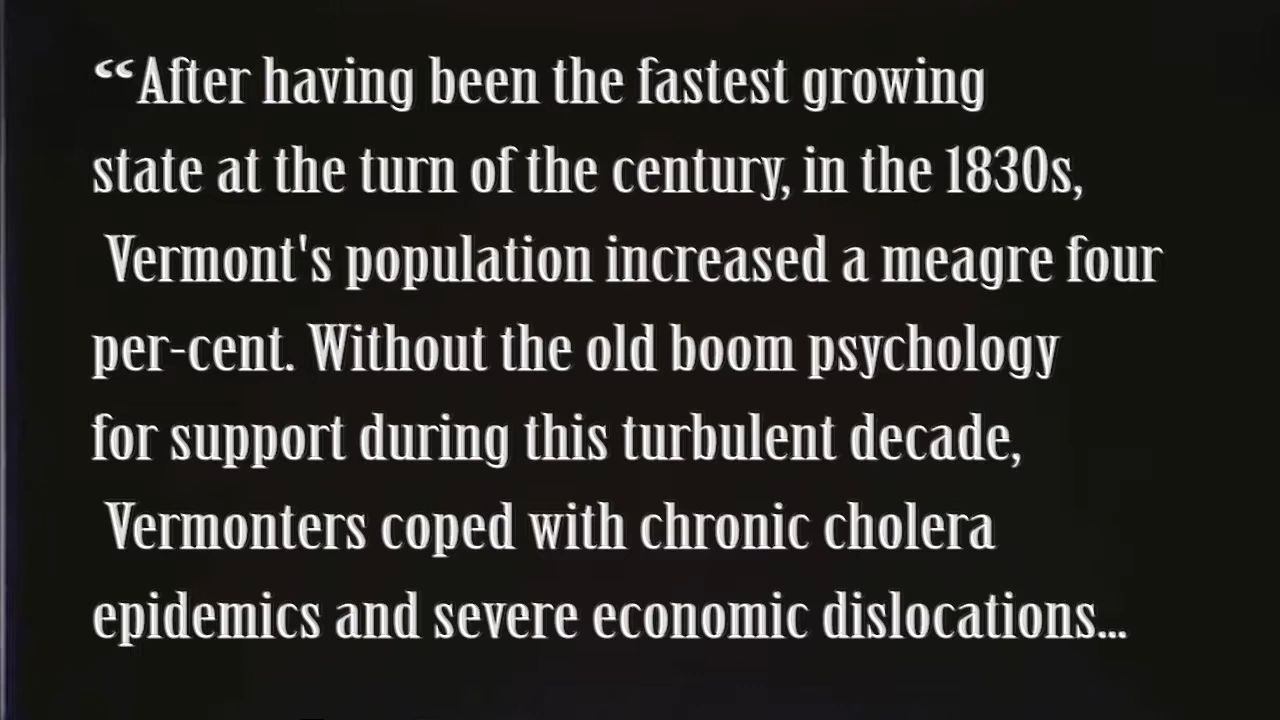 “After having been the fastest growing
state at the turn of the century, in the 1830s,
Vermont's population increased a meagre four
per-cent. Without the old boom psychology
for support during this turbulent decade,
Vermonters coped with chronic cholera
epidemics and severe economic dislocations...